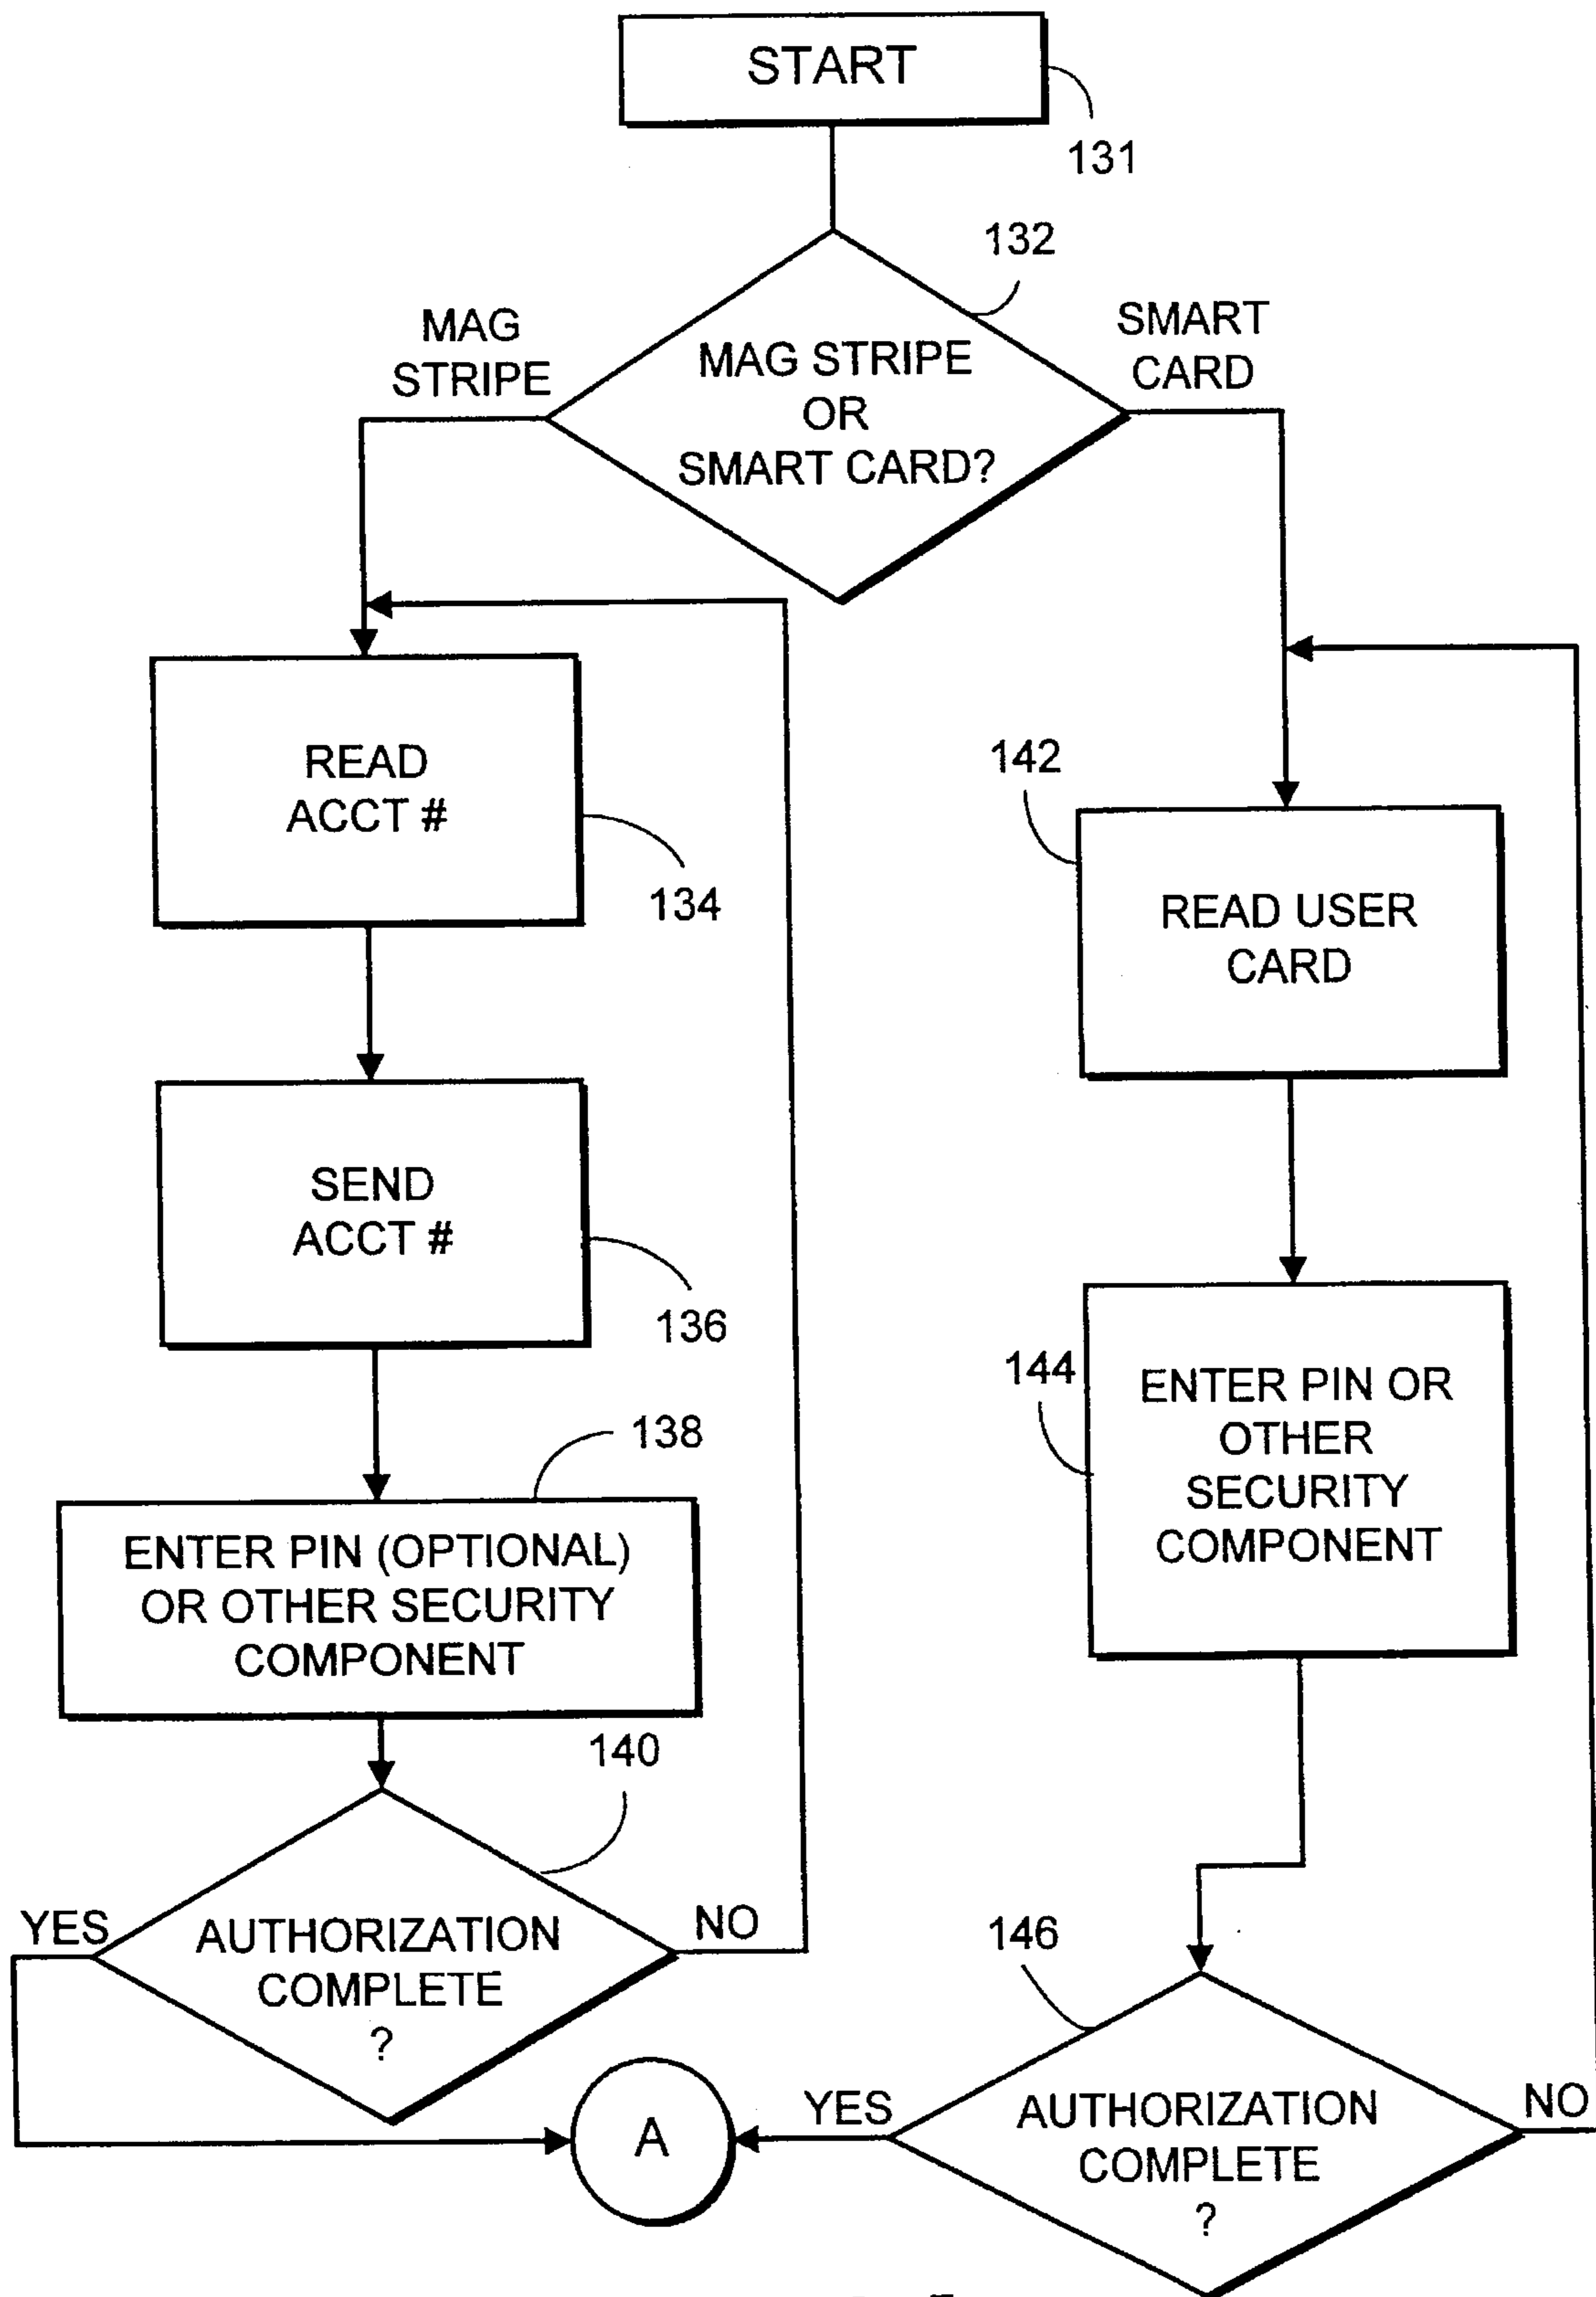 START
131
132
MAG
STRIPE
MAG STRIPE
OR
SMART CARD?
SMART
CARD
READ
ACCT #
134
142
READ USER
CARD
SEND
ACCT #
136
144
ENTER PIN OR
OTHER
SECURITY
COMPONENT
138
ENTER PIN (OPTIONAL)
OR OTHER SECURITY
COMPONENT
140
YES
AUTHORIZATION
COMPLETE
?
NO
146
A
YES
AUTHORIZATION
COMPLETE
?
NO